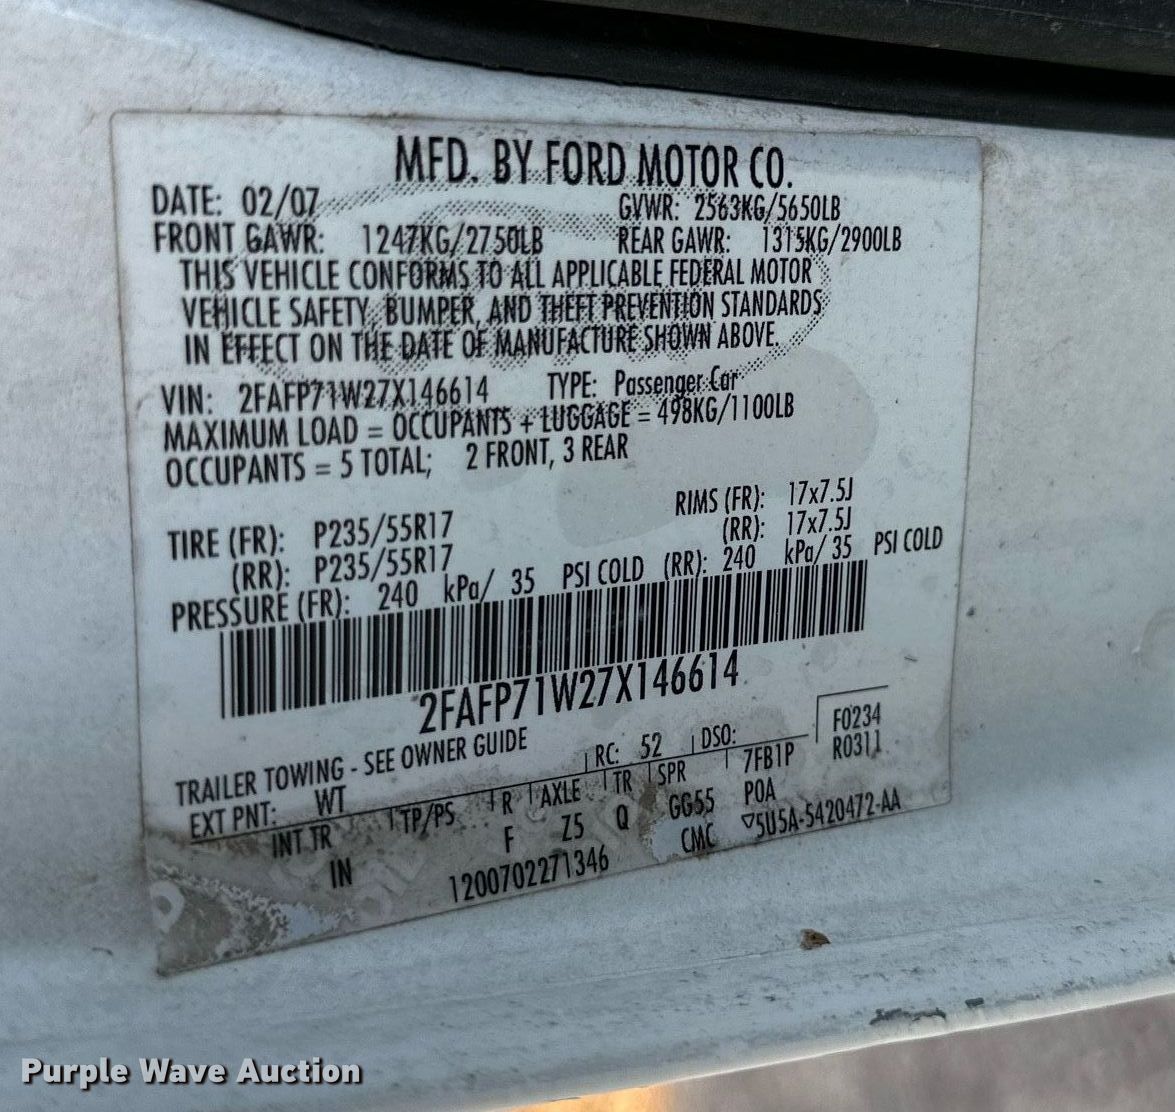 MFD. BY FORD MOTOR CO.
DATE: 02/07 GVWR: 2563KG/5650LB
FRONT GAWR: 1247KG/2750LB REAR GAWR: 1315KG/2900LB
THIS VEHICLE CONFORMS TO ALL APPLICABLE FEDERAL MOTOR
VEHICLE SAFETY, BUMPER, AND THEFT PREVENTION STANDARDS
IN EFFECT ON THE DATE OF MANUFACTURE SHOWN ABOVE.
VIN: 2FAFP71W27X146614 TYPE: Passenger Car
MAXIMUM LOAD = OCCUPANTS + LUGGAGE = 498KG/1100LB
OCCUPANTS = 5 TOTAL; 2 FRONT, 3 REAR
TIRE (FR): P235/55R17 RIMS (FR): 17x7.5J
(RR): P235/55R17 (RR): 17x7.5J
PRESSURE (FR): 240 kPa/ 35 PSI COLD (RR): 240 kPa/ 35 PSI COLD
2FAFP71W27X146614
TRAILER TOWING - SEE OWNER GUIDE RC: 52 DSO: F0234
EXT PNT: WT R0311
INT TR TP/PS R AXLE TR SPR 7FB1P
IN F Z5 Q GG55 POA
1200702271346 CMC 5U5A-5420472-AA
Purple Wave Auction